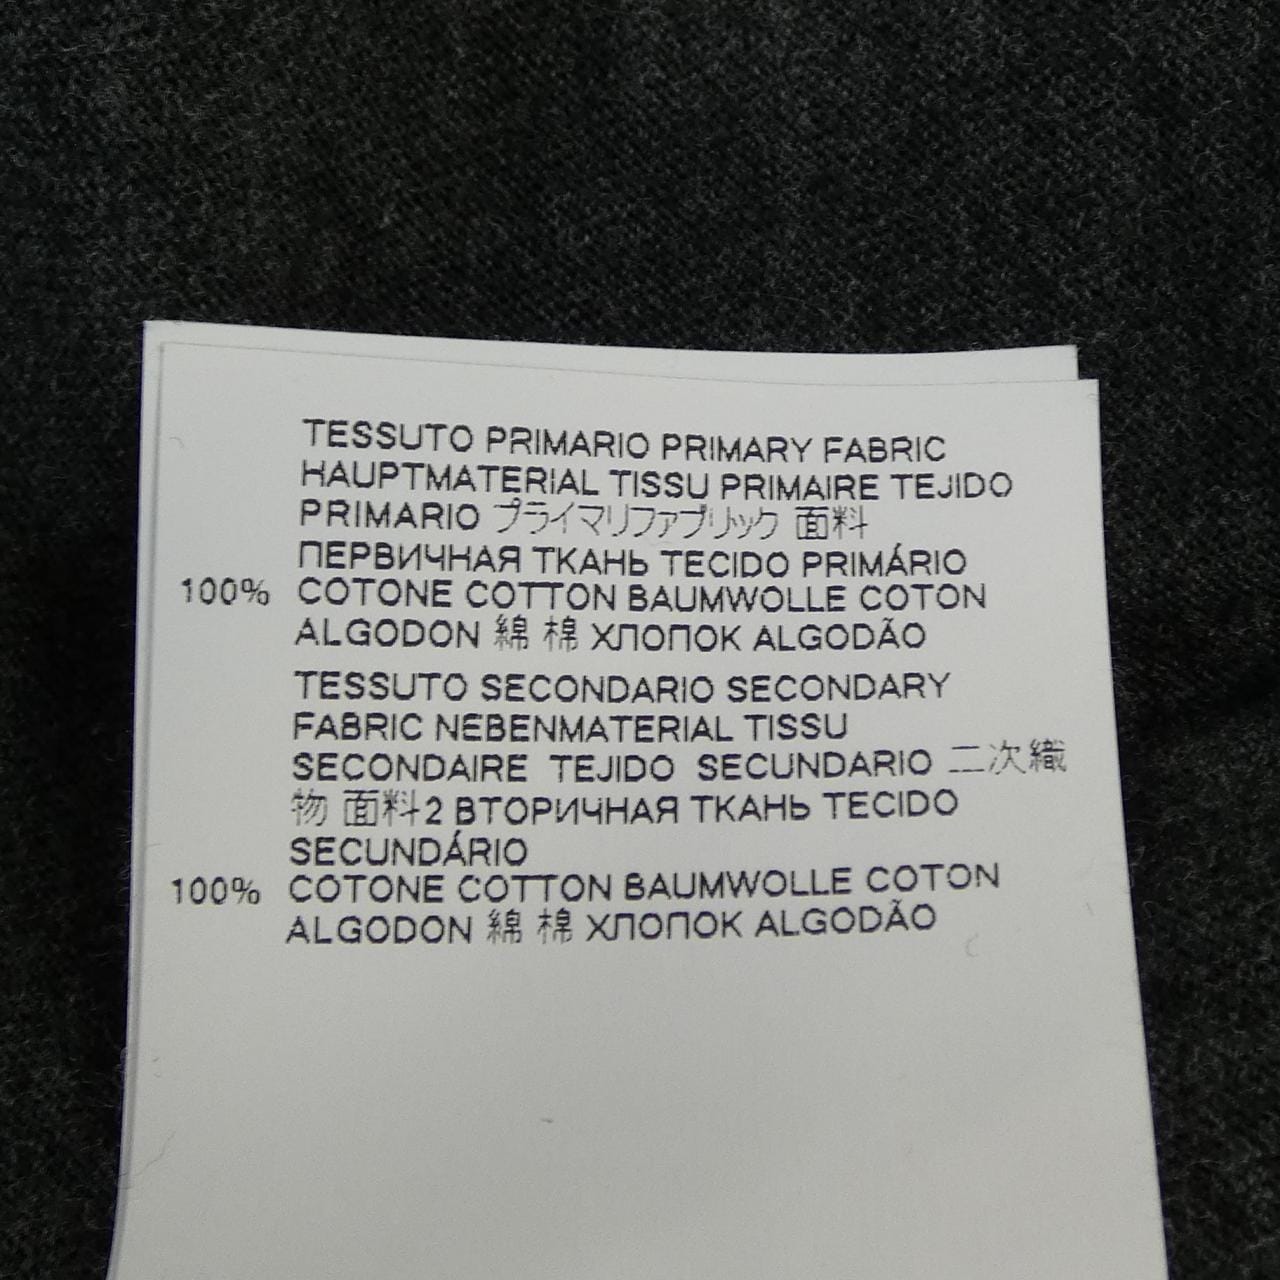 TESSUTO PRIMARIO PRIMARY FABRIC
HAUPTMATERIAL TISSU PRIMAIRE TEJIDO
PRIMARIO プライマリファブリック 面料
ПЕРВИЧНАЯ ТКАНЬ TECIDO PRIMÁRIO
100% COTONE COTTON BAUMWOLLE COTON
ALGODON 綿 棉 ХЛОПОК ALGODÃO
TESSUTO SECONDARIO SECONDARY
FABRIC NEBENMATERIAL TISSU
SECONDAIRE TEJIDO SECUNDARIO 二次織
物 面料2 ВТОРИЧНАЯ ТКАНЬ TECIDO
SECUNDÁRIO
100% COTONE COTTON BAUMWOLLE COTON
ALGODON 綿 棉 ХЛОПОК ALGODÃO